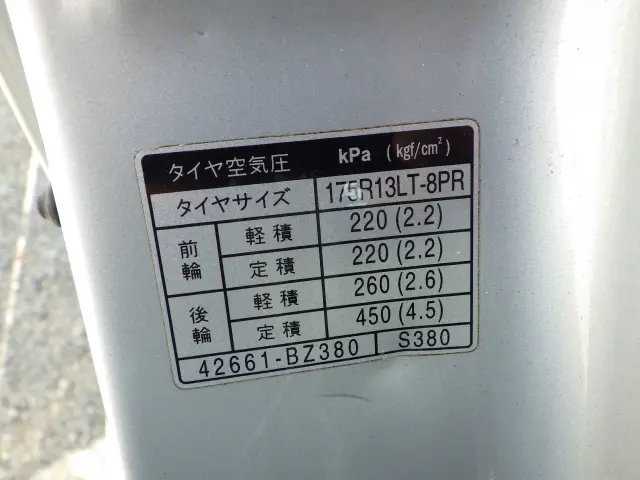 タイヤ空気圧 kPa (kgf/cm²)
タイヤサイズ 175R13LT-8PR
前輪 軽積 220 (2.2)
定積 220 (2.2)
後輪 軽積 260 (2.6)
定積 450 (4.5)
42661-BZ380 S380